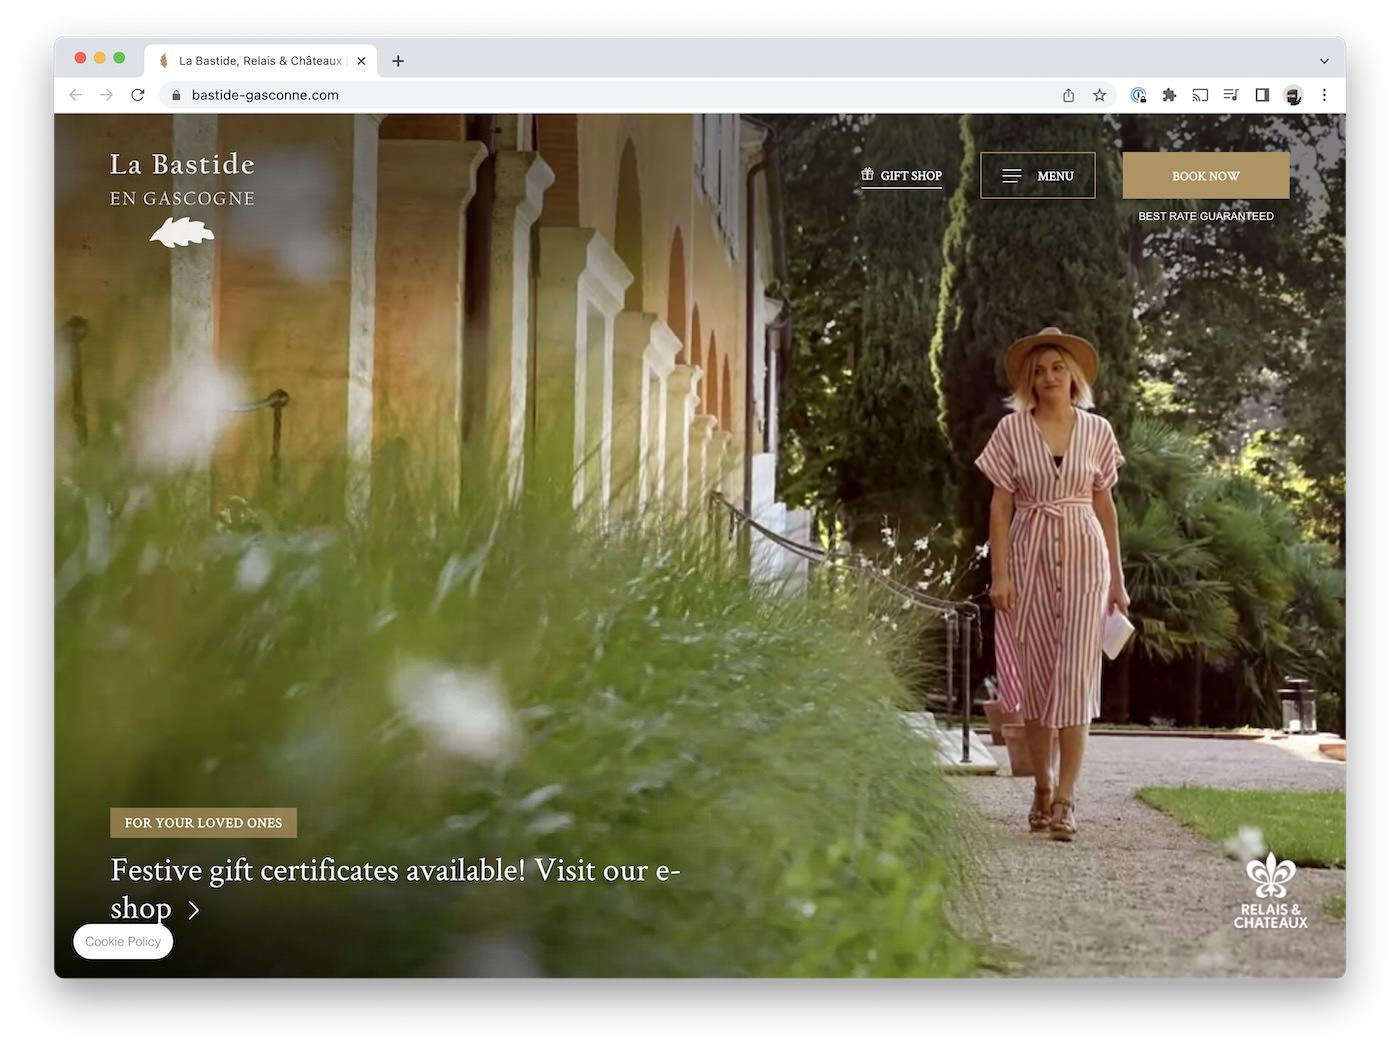 La Bastide, Relais & Châteaux
bastide-gasconne.com
La Bastide
EN GASCOGNE
GIFT SHOP
MENU
BOOK NOW
BEST RATE GUARANTEED
FOR YOUR LOVED ONES
Festive gift certificates available! Visit our e-
shop
Cookie Policy
RELAIS &
CHATEAUX